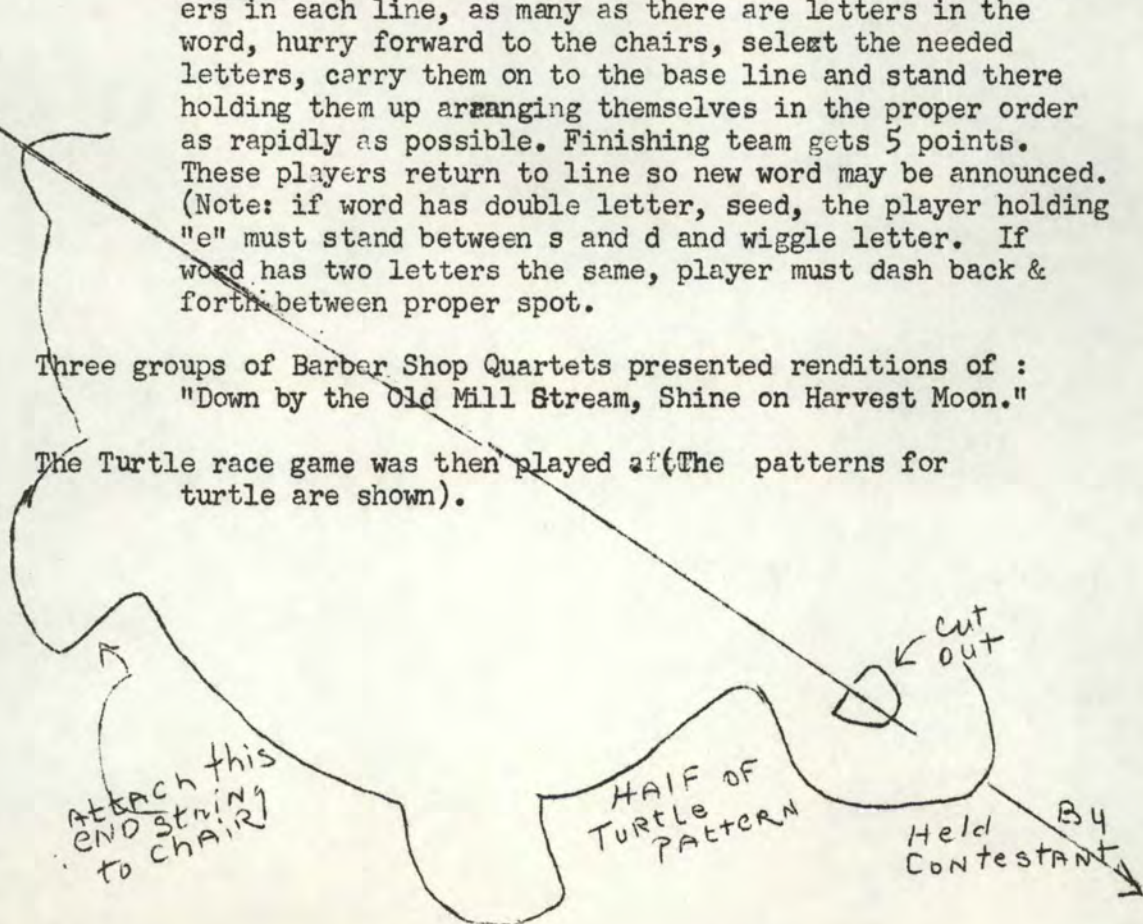 ers in each line, as many as there are letters in the
word, hurry forward to the chairs, select the needed
letters, carry them on to the base line and stand there
holding them up arranging themselves in the proper order
as rapidly as possible. Finishing team gets 5 points.
These players return to line so new word may be announced.
(Note: if word has double letter, seed, the player holding
"e" must stand between s and d and wiggle letter. If
word has two letters the same, player must dash back &
forth between proper spot.
Three groups of Barber Shop Quartets presented renditions of :
"Down by the Old Mill Stream, Shine on Harvest Moon."
The Turtle race game was then played (The patterns for
turtle are shown).
cut
out
Attach this
END String
to CHAIR
HALF OF
TURtle
PAttERN
Held
By
ContestANt